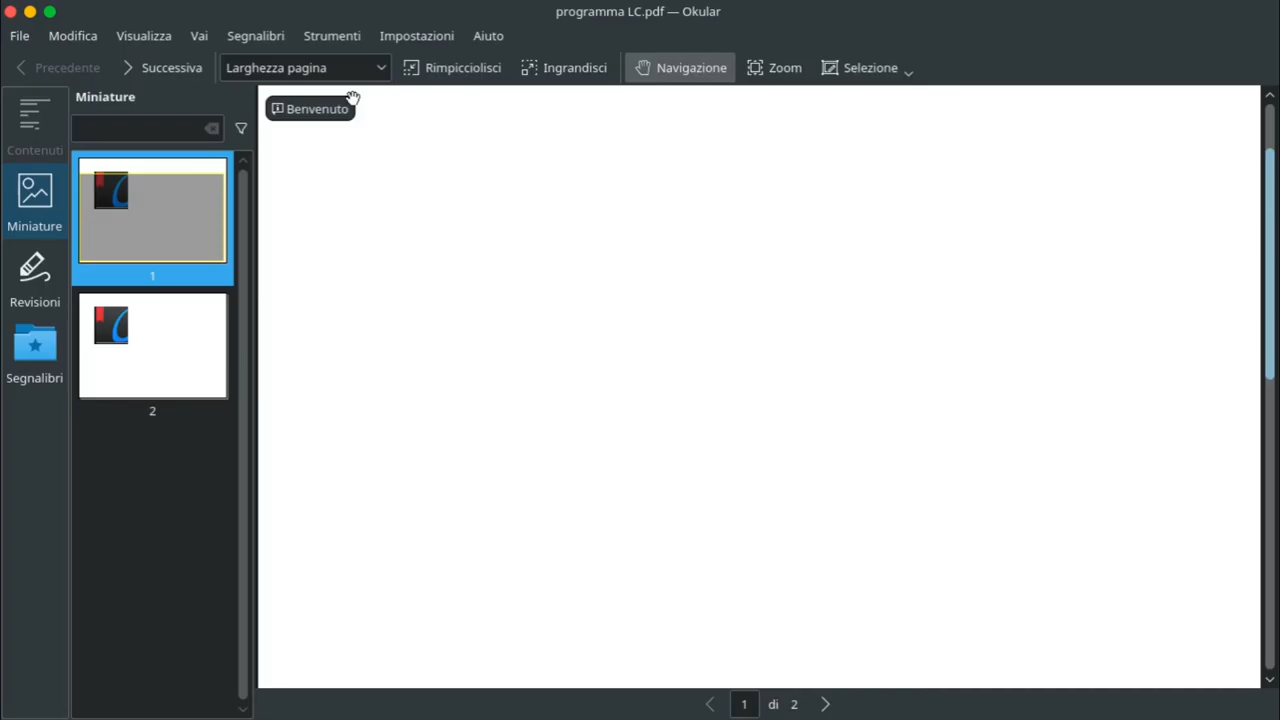 programma LC.pdf — Okular
File Modifica Visualizza Vai Segnalibri Strumenti Impostazioni Aiuto
Precedente Successiva Larghezza pagina Rimpicciolisci Ingrandisci Navigazione Zoom Selezione
Contenuti
Miniature
Revisioni
Segnalibri
Miniature
1
2
Benvenuto
1 di 2